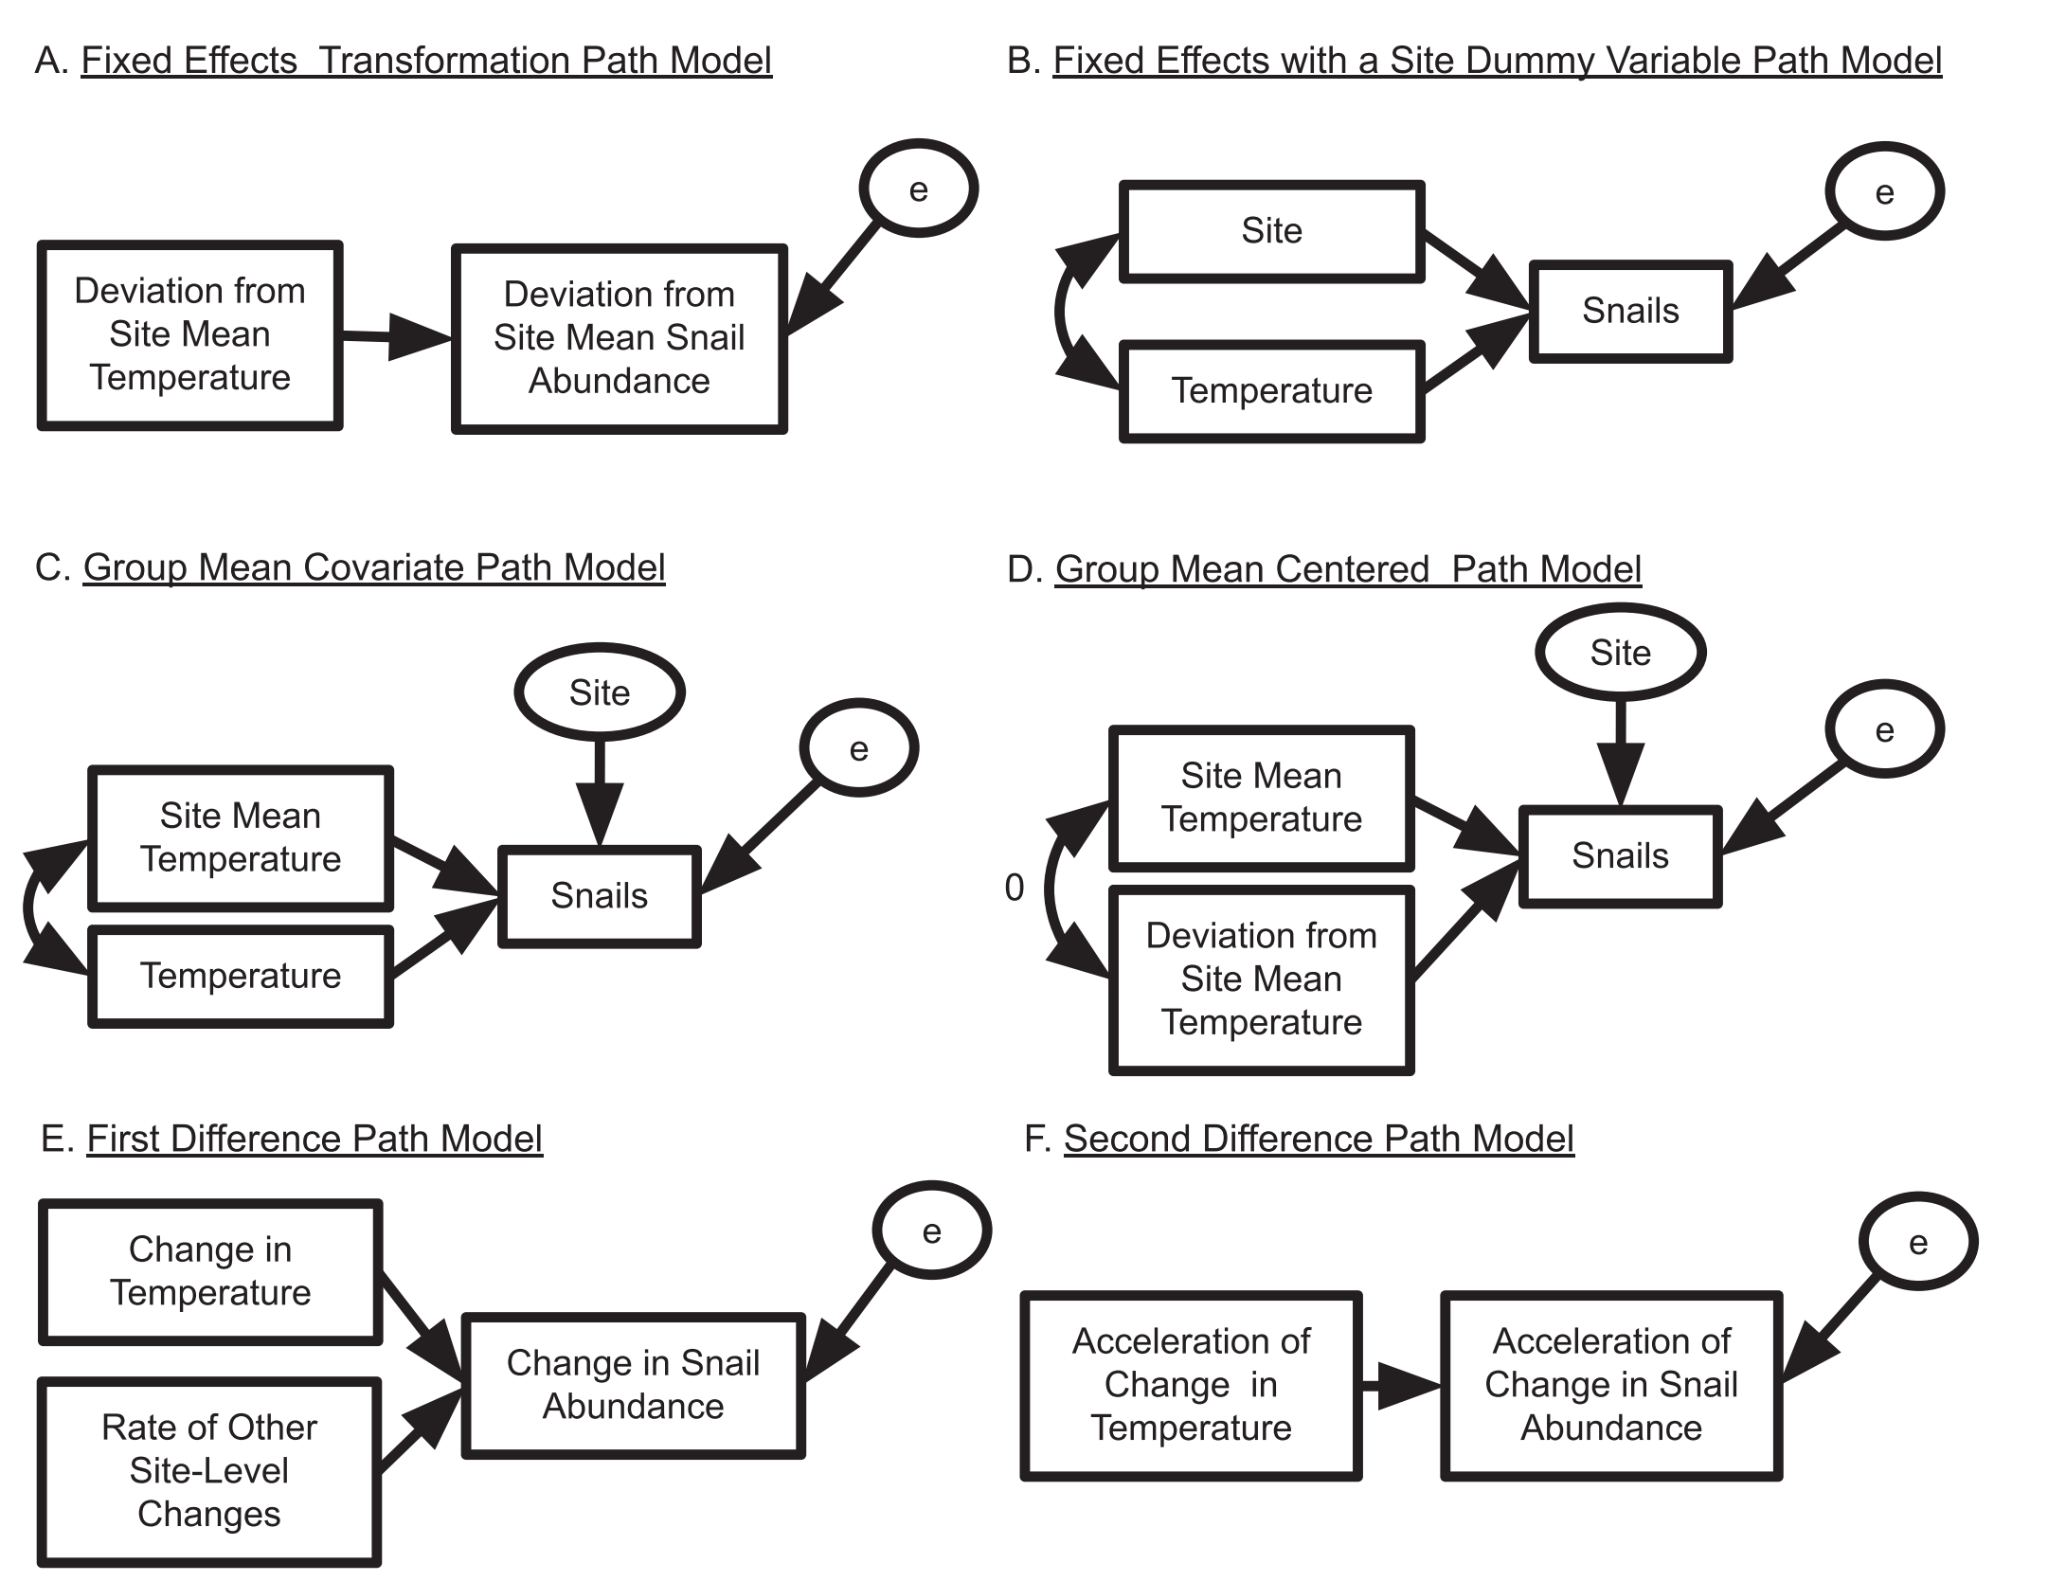 A. Fixed Effects  Transformation Path Model
Deviation from
Site Mean
Temperature
Deviation from
Site Mean Snail
Abundance
e
B. Fixed Effects with a Site Dummy Variable Path Model
Site
Temperature
Snails
e
C. Group Mean Covariate Path Model
Site
e
Site Mean
Temperature
Temperature
Snails
D. Group Mean Centered  Path Model
Site
e
Site Mean
Temperature
0
Deviation from
Site Mean
Temperature
Snails
E. First Difference Path Model
Change in
Temperature
Rate of Other
Site-Level
Changes
Change in Snail
Abundance
e
F. Second Difference Path Model
Acceleration of
Change  in
Temperature
Acceleration of
Change in Snail
Abundance
e